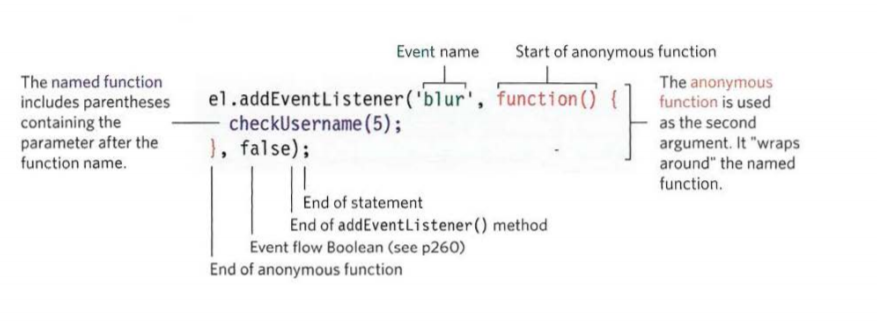 Event name
Start of anonymous function
The named function
includes parentheses
containing the
parameter after the
function name.
el.addEventListener('blur', function() {
checkUsername(5);
}, false);
The anonymous
function is used
as the second
argument. It "wraps
around" the named
function.
End of statement
End of addEventListener() method
Event flow Boolean (see p260)
End of anonymous function